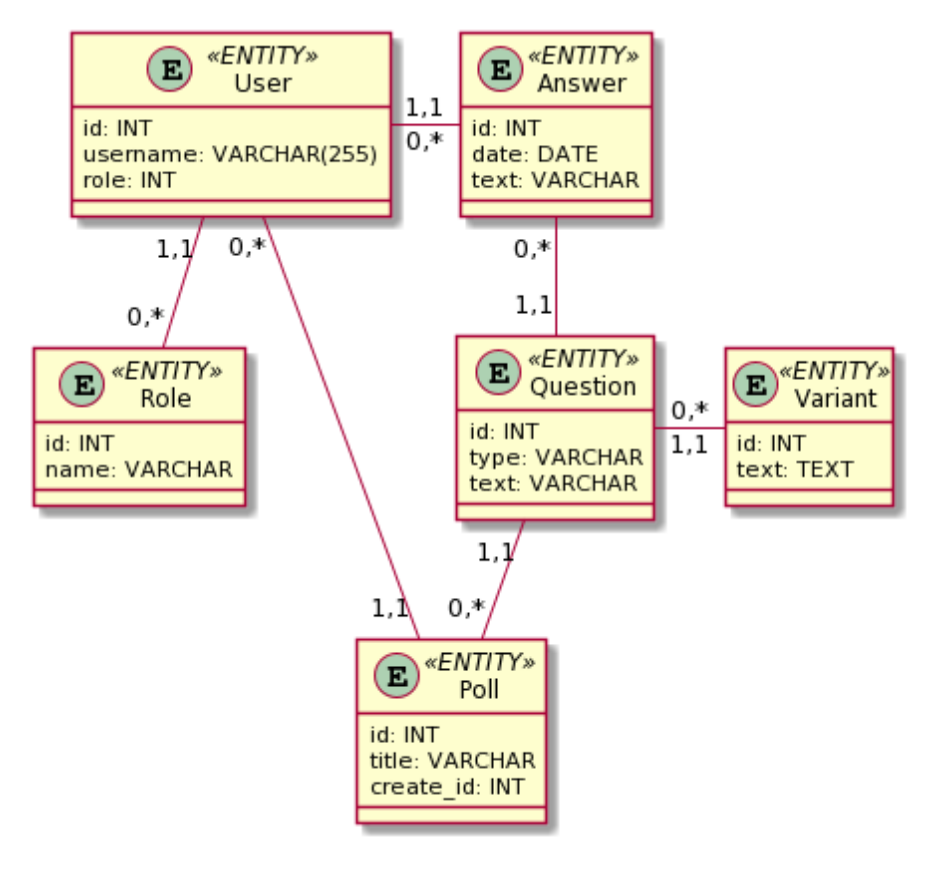 E
«ENTITY»
User
id: INT
username: VARCHAR(255)
role: INT
1,1
0,*
E
«ENTITY»
Answer
id: INT
date: DATE
text: VARCHAR
1,1
0,*
0,*
1,1
0,*
1,1
E
«ENTITY»
Role
id: INT
name: VARCHAR
E
«ENTITY»
Question
id: INT
type: VARCHAR
text: VARCHAR
0,*
1,1
E
«ENTITY»
Variant
id: INT
text: TEXT
1,1
1,1
0,*
E
«ENTITY»
Poll
id: INT
title: VARCHAR
create_id: INT